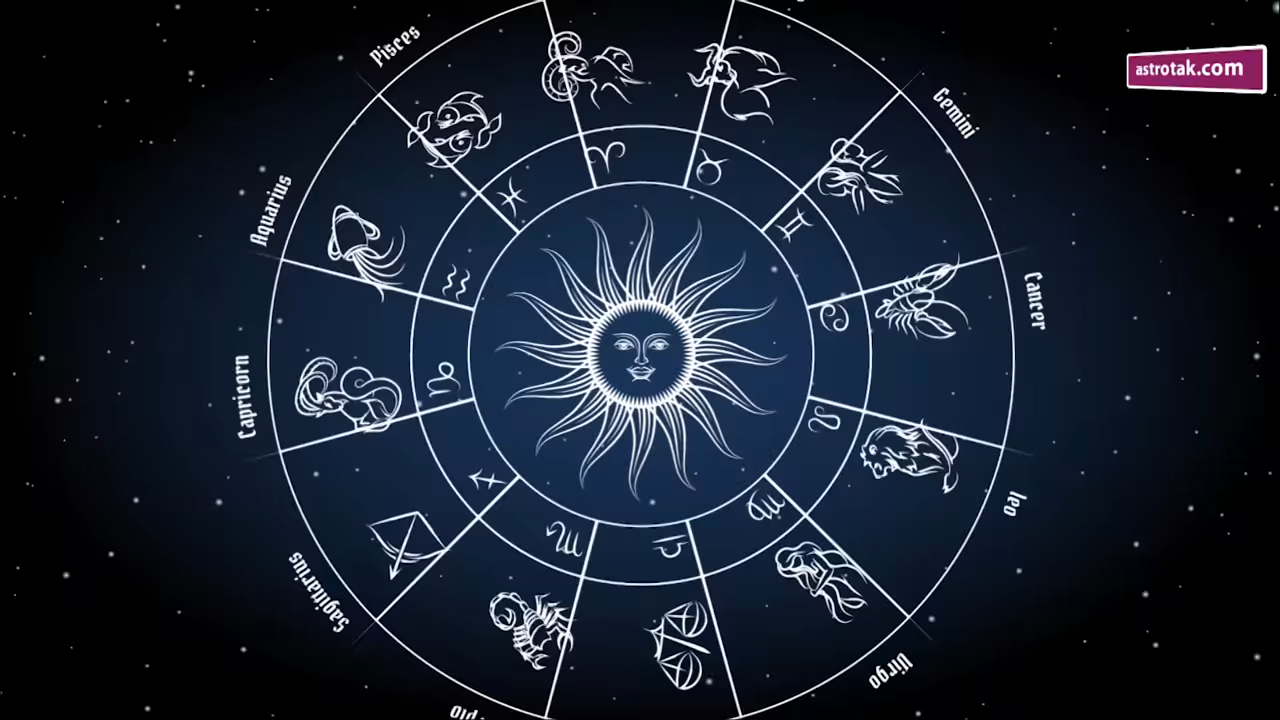 astrotak.com
Pisces
Gemini
Aquarius
Cancer
Capricorn
leo
Sagittarius
Virgo